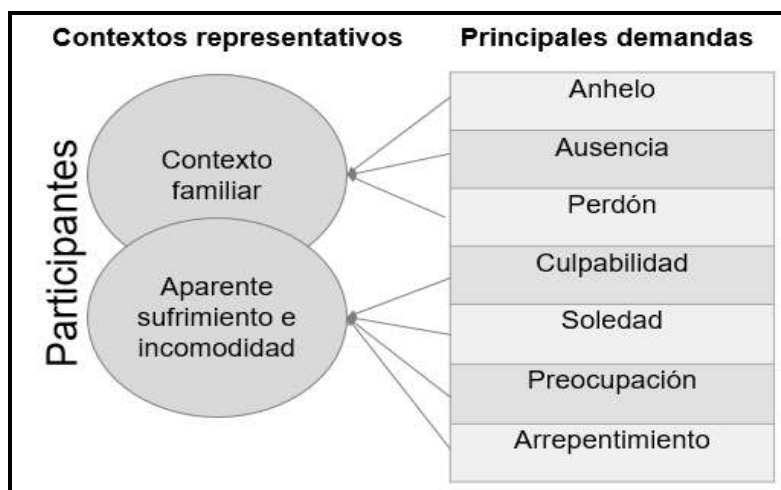 Contextos representativos
Principales demandas
Participantes
Contexto
familiar
Aparente
sufrimiento e
incomodidad
Anhelo
Ausencia
Perdón
Culpabilidad
Soledad
Preocupación
Arrepentimiento